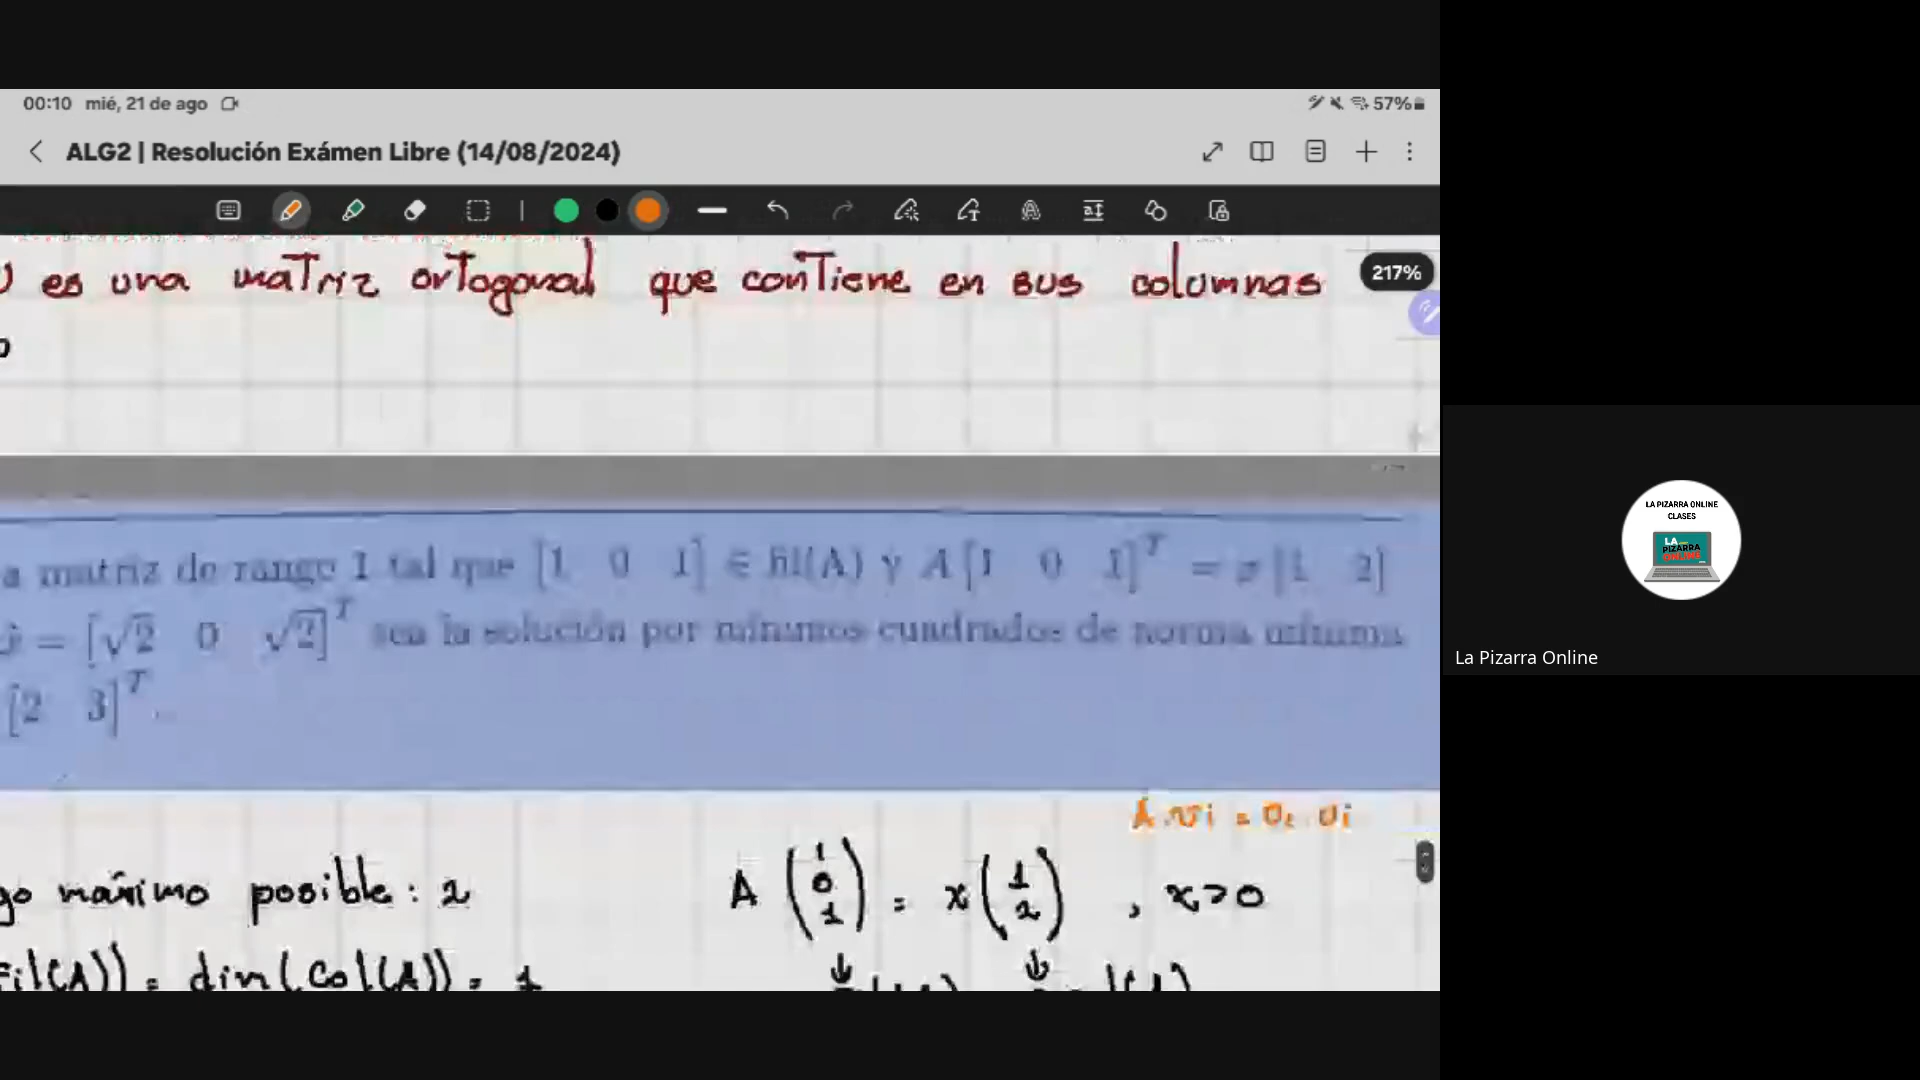 00:10 mié, 21 de ago
57%
ALG2 | Resolución Exámen Libre (14/08/2024)
217%
U es una matriz ortogonal que contiene en sus columnas
a matriz de rango 1 tal que [1 0 1] ∈ fil(A) y A [1 0 1]^T = x [1 2]
x̂ = [√2 0 √2]^T sea la solución por mínimos cuadrados de norma mínima
[2 3]^T.
A.vi = σi.ui
go máximo posible: 2
A (1 0 1) = x (1 2), x>0
Fil(A)) = dim(Col(A)) = 1
LA PIZARRA ONLINE
CLASES
LA
PIZARRA
ONLINE
La Pizarra Online